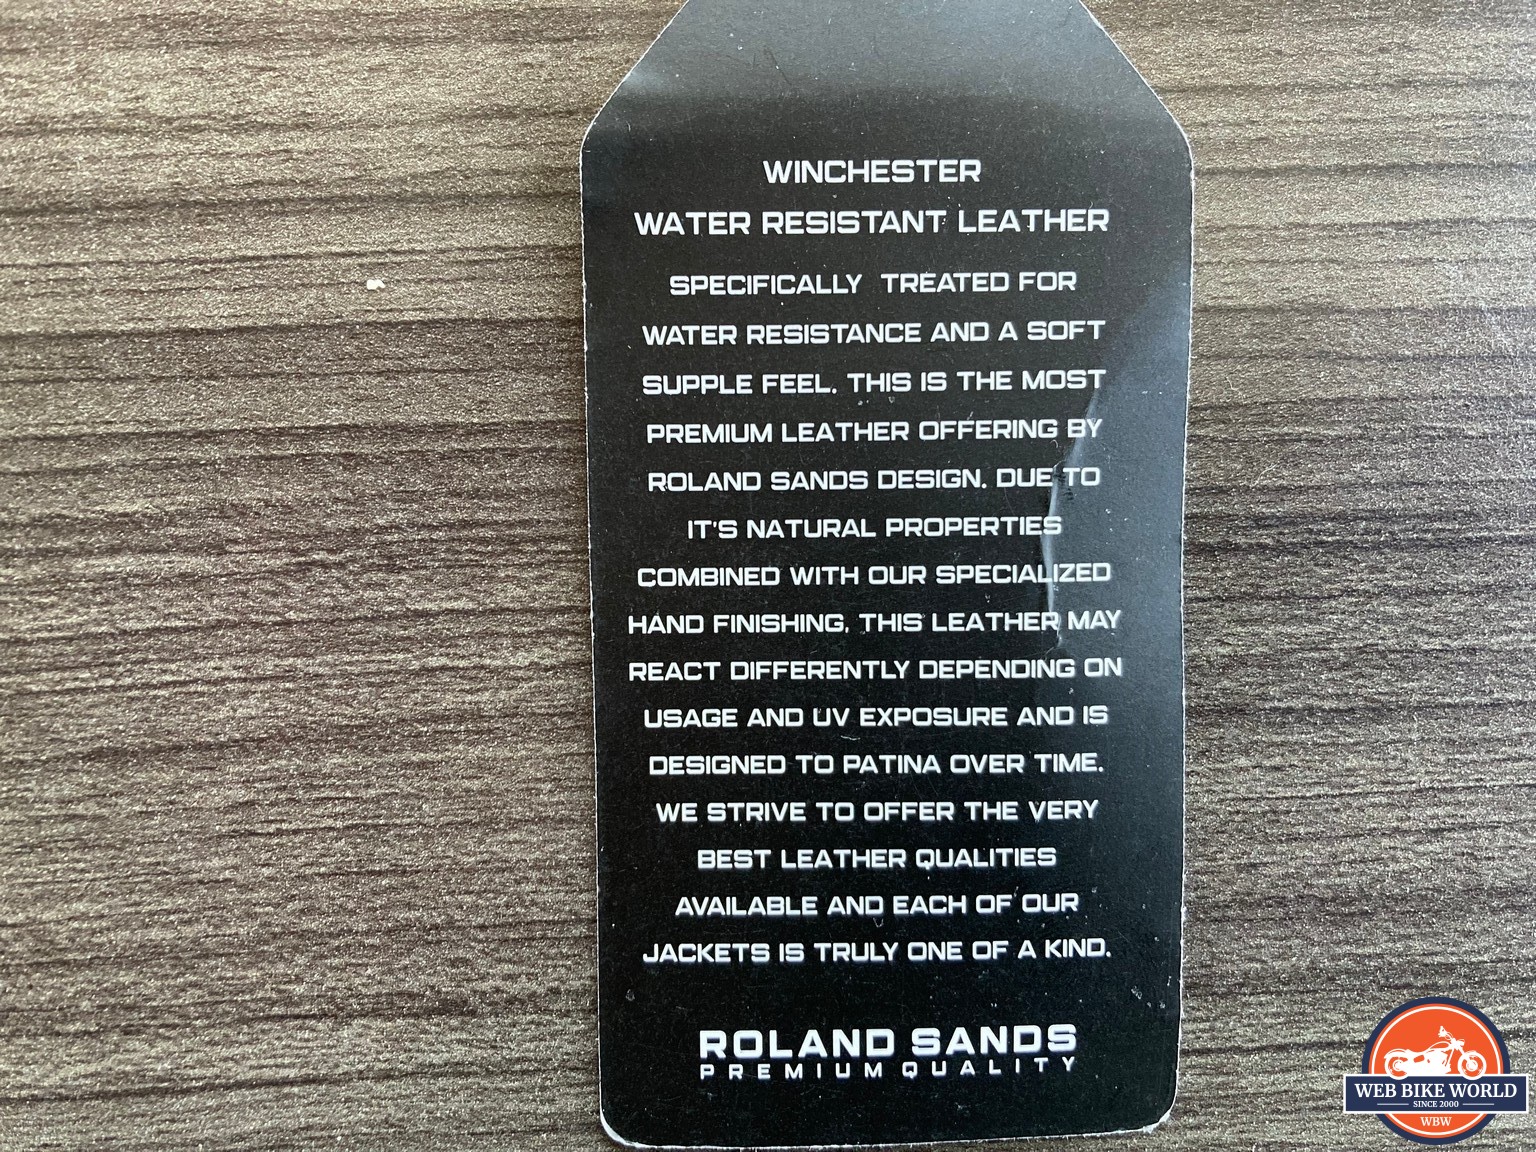 WINCHESTER
WATER RESISTANT LEATHER
SPECIFICALLY TREATED FOR
WATER RESISTANCE AND A SOFT
SUPPLE FEEL. THIS IS THE MOST
PREMIUM LEATHER OFFERING BY
ROLAND SANDS DESIGN. DUE TO
IT'S NATURAL PROPERTIES
COMBINED WITH OUR SPECIALIZED
HAND FINISHING, THIS LEATHER MAY
REACT DIFFERENTLY DEPENDING ON
USAGE AND UV EXPOSURE AND IS
DESIGNED TO PATINA OVER TIME.
WE STRIVE TO OFFER THE VERY
BEST LEATHER QUALITIES
AVAILABLE AND EACH OF OUR
JACKETS IS TRULY ONE OF A KIND.
ROLAND SANDS
PREMIUM QUALITY
WEB BIKE WORLD
SINCE 2000
WBW